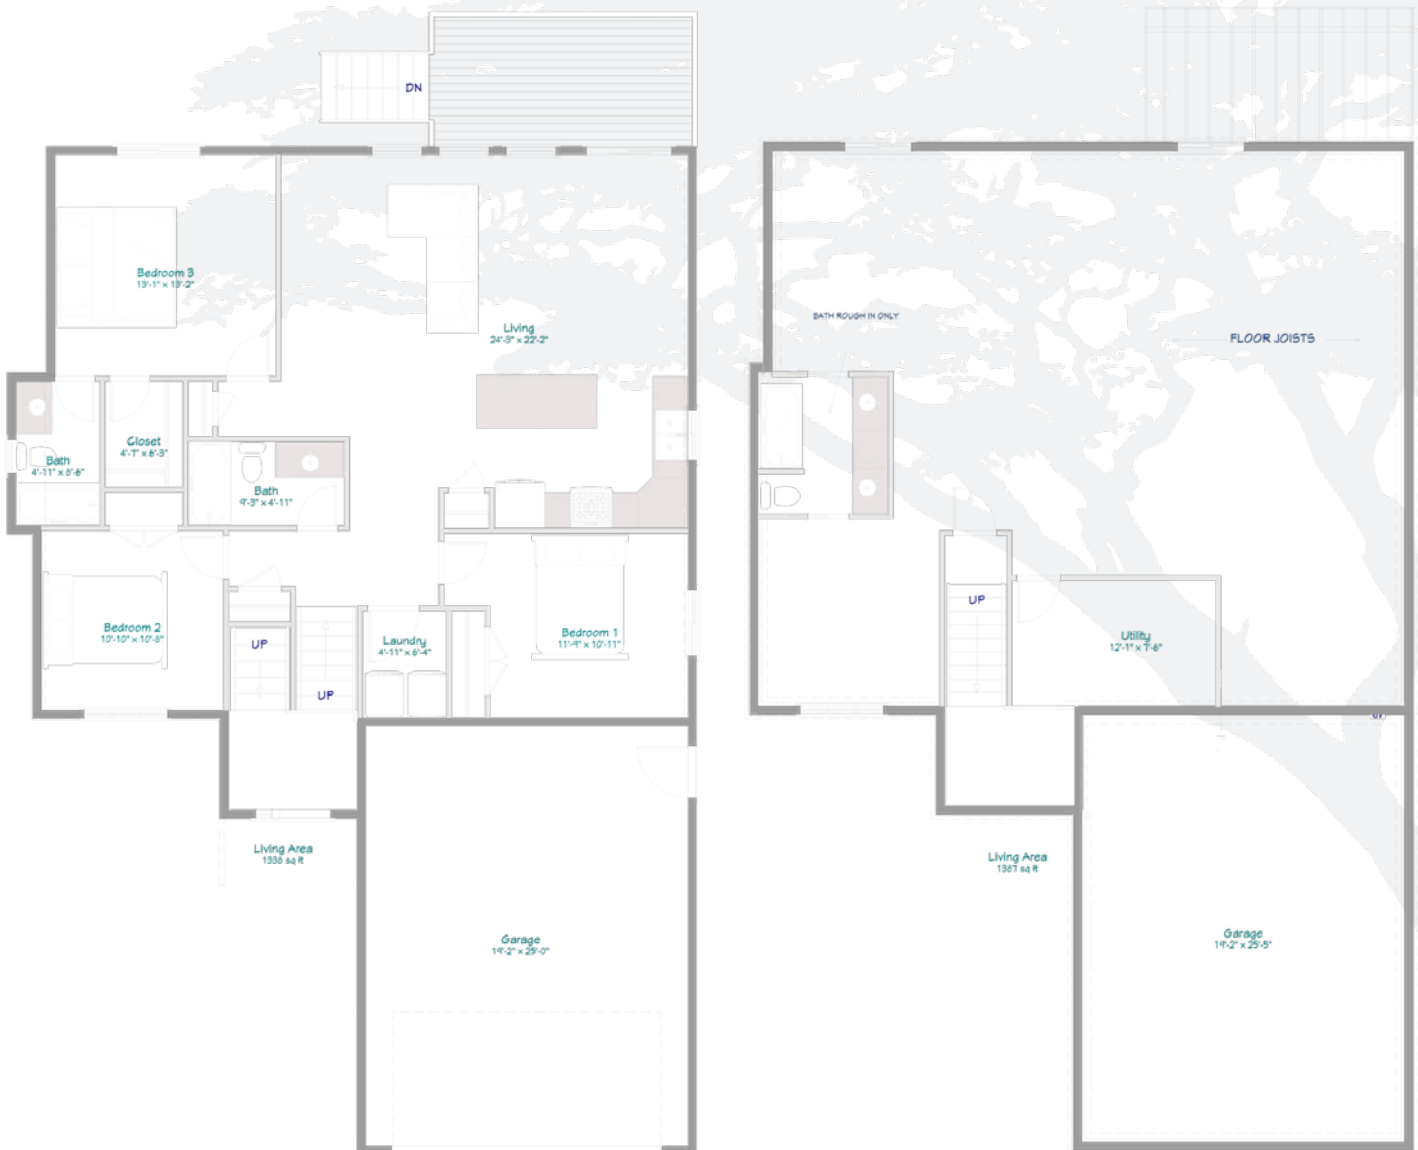 DN
Bedroom 3
13'-1" x 13'-2"
Living
24'-3" x 22'-2"
Closet
4'-7" x 6'-3"
Bath
4'-11" x 8'-8"
Bath
9'-3" x 4'-11"
Bedroom 2
10'-10" x 10'-3"
UP
UP
Laundry
4'-11" x 6'-4"
Bedroom 1
11'-9" x 10'-11"
Living Area
1338 sq ft
Garage
19'-2" x 25'-0"
BATH ROUGH IN ONLY
FLOOR JOISTS
UP
Utility
12'-1" x 7'-6"
Living Area
1387 sq ft
Garage
19'-2" x 25'-5"